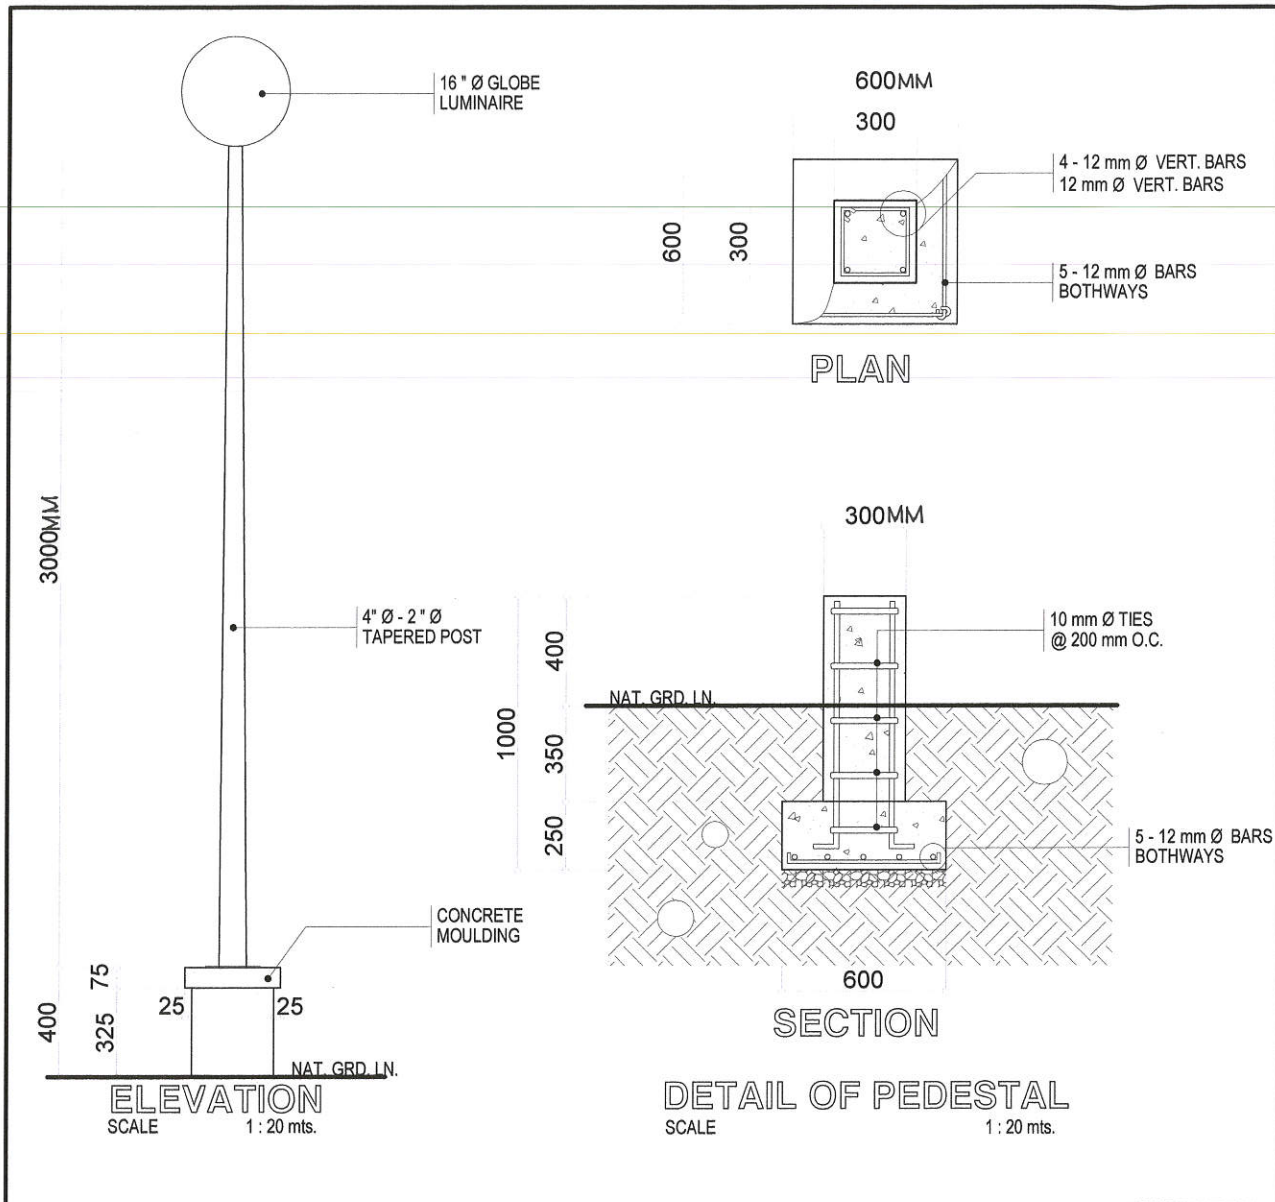 16 " Ø GLOBE
LUMINAIRE
3000MM
4" Ø - 2 " Ø
TAPERED POST
CONCRETE
MOULDING
75
25
25
400
325
NAT. GRD. LN.
ELEVATION
SCALE 1 : 20 mts.
600MM
300
4 - 12 mm Ø VERT. BARS
12 mm Ø VERT. BARS
600
300
5 - 12 mm Ø BARS
BOTHWAYS
PLAN
300MM
10 mm Ø TIES
@ 200 mm O.C.
400
NAT. GRD. LN.
1000
350
250
5 - 12 mm Ø BARS
BOTHWAYS
600
SECTION
DETAIL OF PEDESTAL
SCALE 1 : 20 mts.